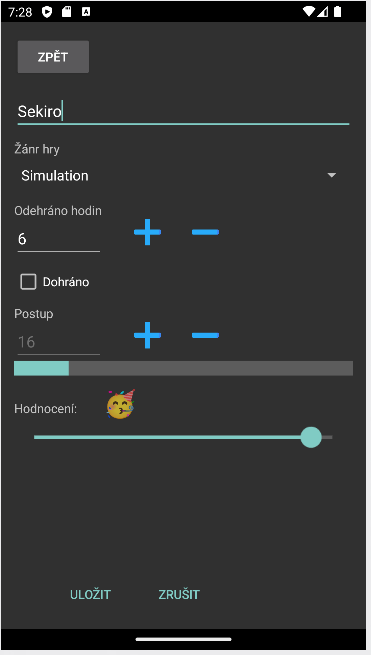 7:28
ZPĚT
Sekiro
Žánr hry
Simulation
Odehráno hodin
6
Dohráno
Postup
16
Hodnocení:
ULOŽIT ZRUŠIT